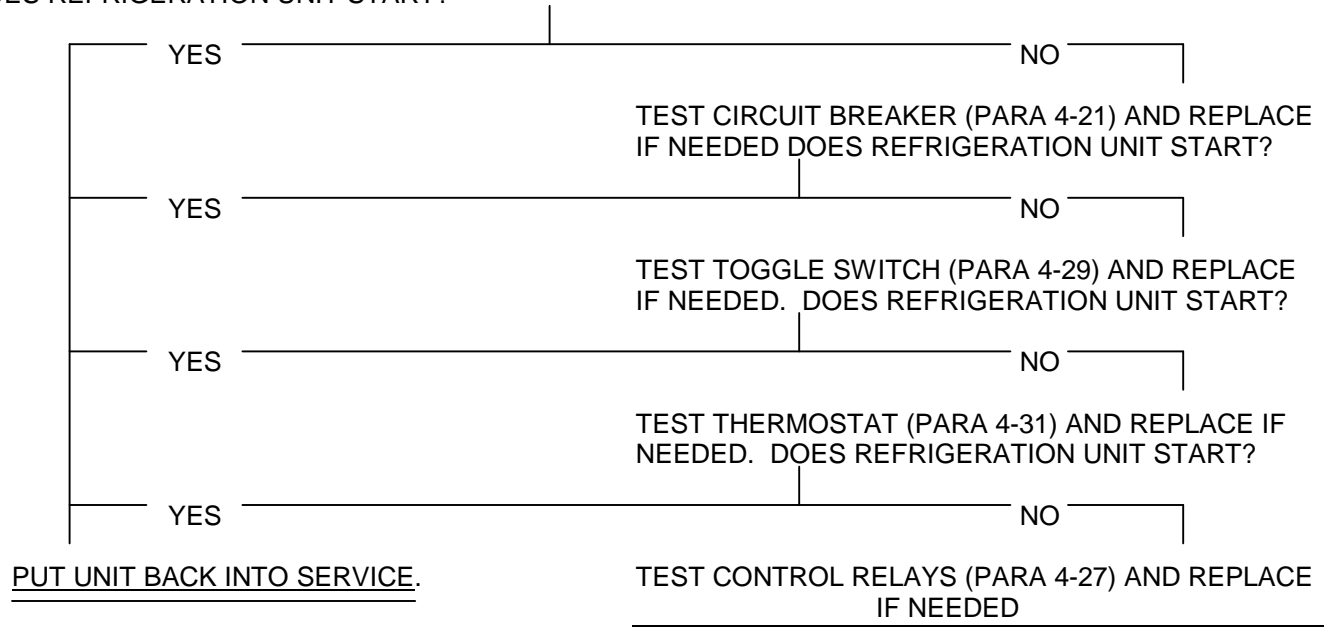 REFRIGERATION UNIT START?
YES NO
TEST CIRCUIT BREAKER (PARA 4-21) AND REPLACE
IF NEEDED DOES REFRIGERATION UNIT START?
YES NO
TEST TOGGLE SWITCH (PARA 4-29) AND REPLACE
IF NEEDED. DOES REFRIGERATION UNIT START?
YES NO
TEST THERMOSTAT (PARA 4-31) AND REPLACE IF
NEEDED. DOES REFRIGERATION UNIT START?
YES NO
PUT UNIT BACK INTO SERVICE.
TEST CONTROL RELAYS (PARA 4-27) AND REPLACE
IF NEEDED